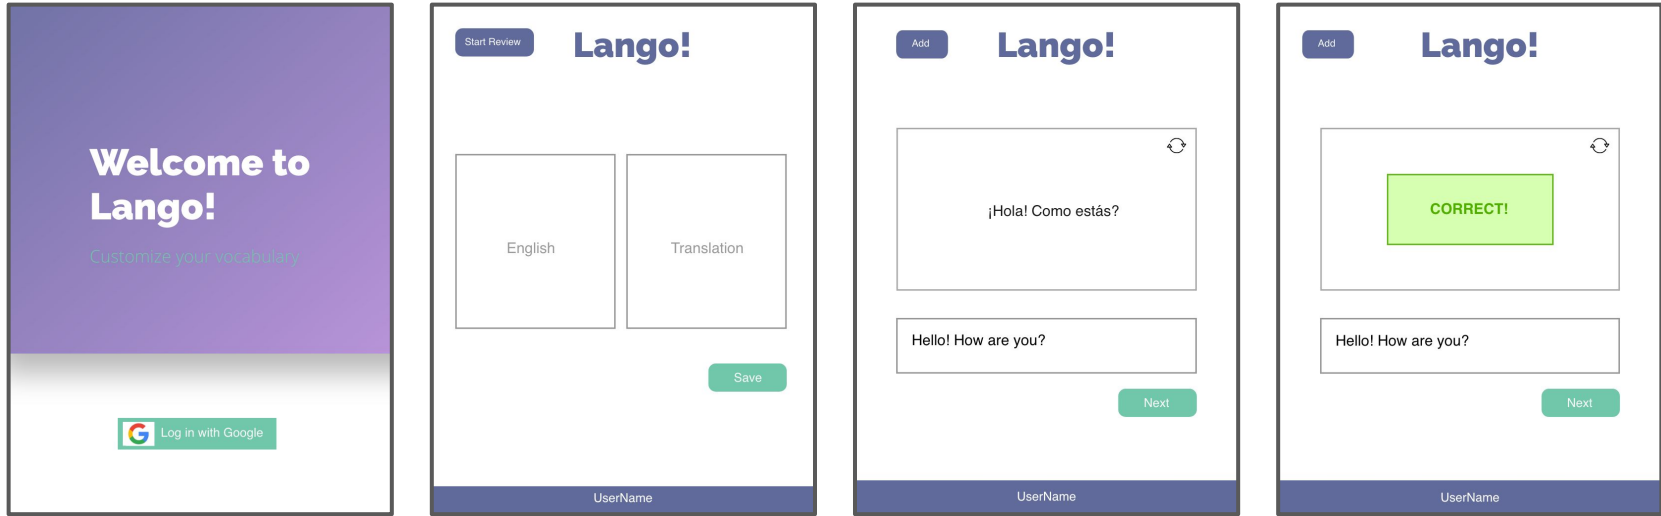 Welcome to
Lango!
Customize your vocabulary
Log in with Google
Start Review
Lango!
English
Translation
Save
UserName
Add
Lango!
¡Hola! Como estás?
Hello! How are you?
Next
UserName
Add
Lango!
CORRECT!
Hello! How are you?
Next
UserName